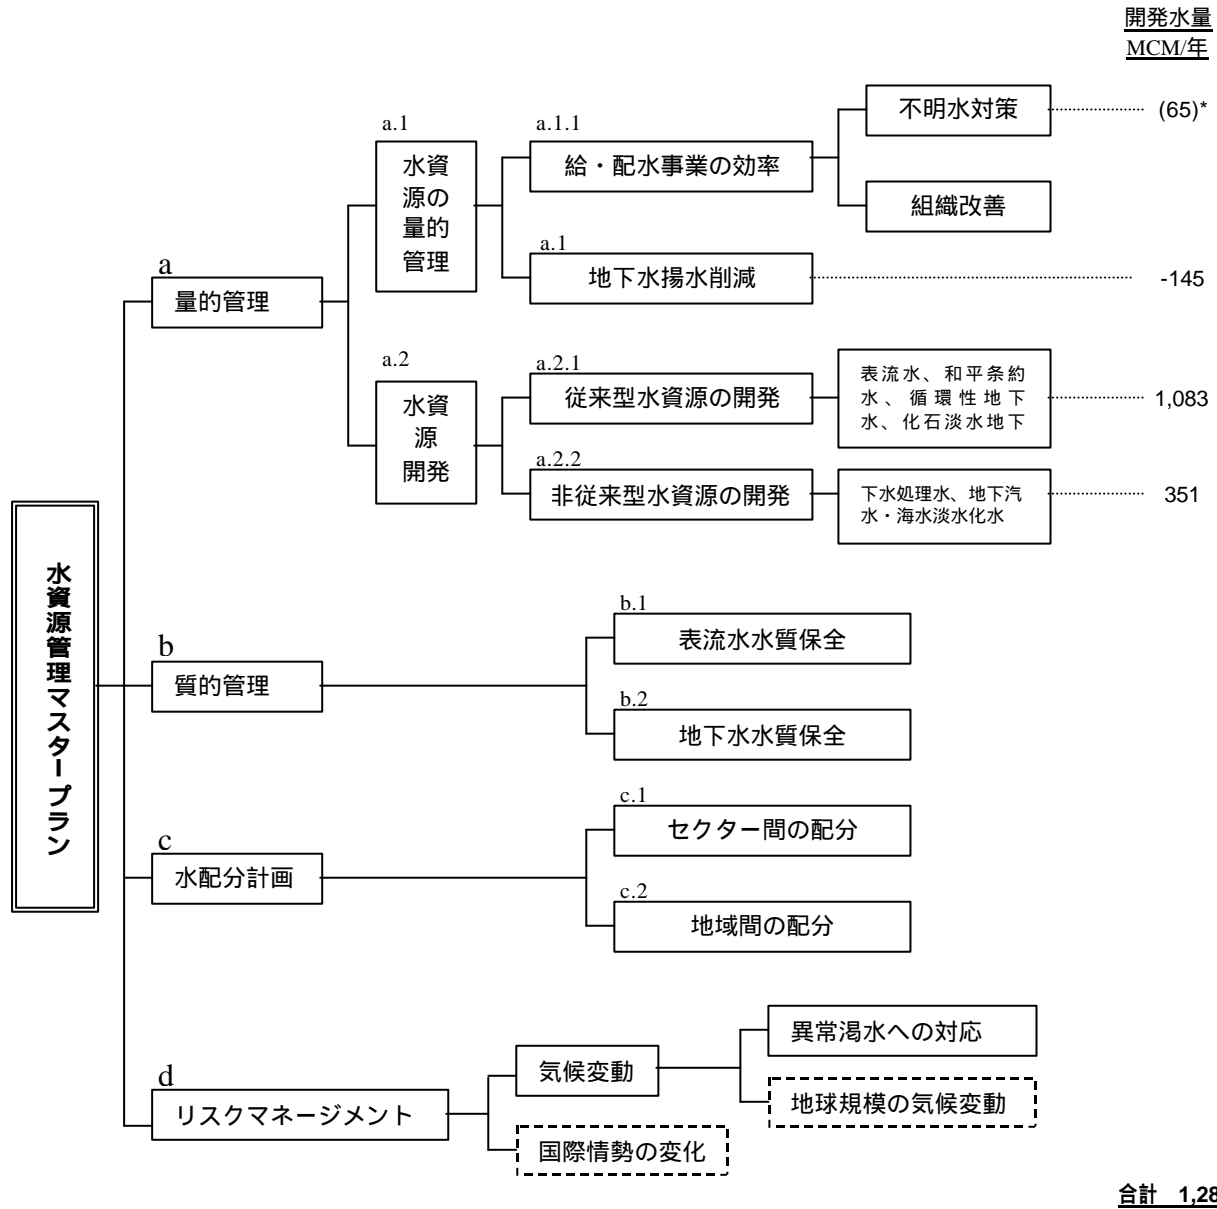 開発水量
MCM/年
不明水対策
(65)*
a.1
a.1.1
水資
源の
量的
管理
給・配水事業の効率
組織改善
a.1
地下水揚水削減
-145
a
量的管理
a.2
水資
源
開発
a.2.1
従来型水資源の開発
表流水、和平条約
水、循環性地下
水、化石淡水地下
1,083
a.2.2
非従来型水資源の開発
下水処理水、地下汽
水・海水淡水化水
351
水資源管理マスタープラン
b
質的管理
b.1
表流水水質保全
b.2
地下水水質保全
c
水配分計画
c.1
セクター間の配分
c.2
地域間の配分
d
リスクマネージメント
気候変動
異常渇水への対応
地球規模の気候変動
国際情勢の変化
合計 1,28